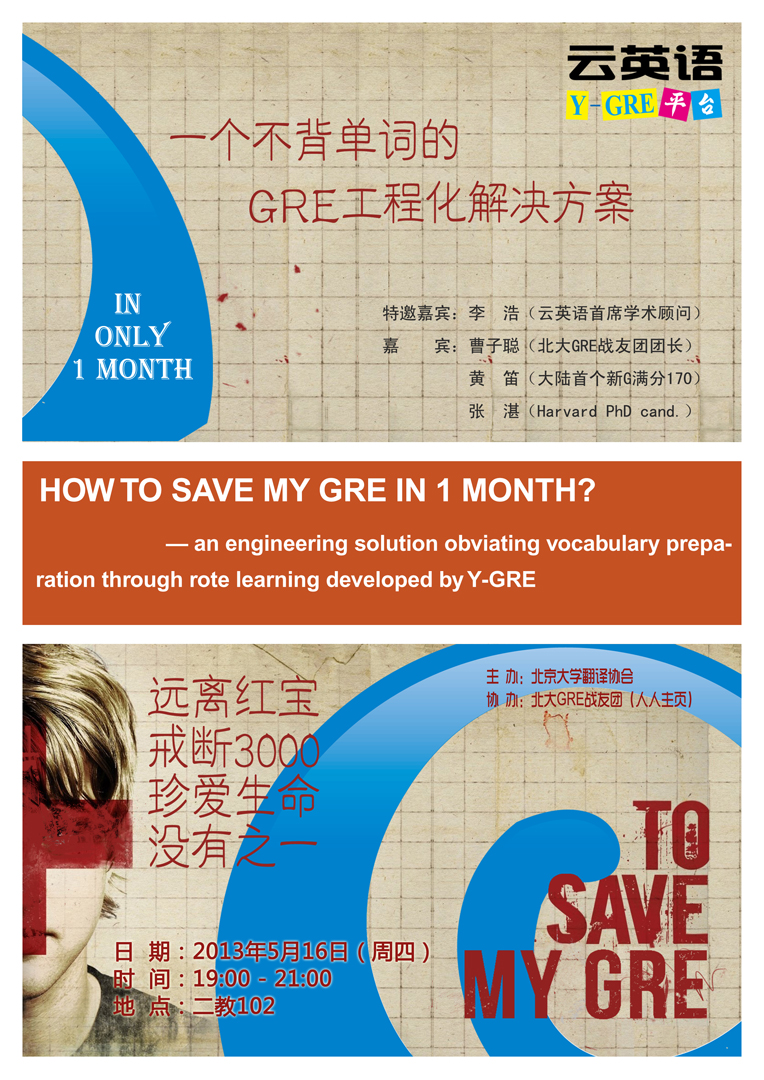 云英语
Y-GRE平台
一个不背单词的
GRE工程化解决方案
IN
ONLY
1 MONTH
特邀嘉宾：李　浩（云英语首席学术顾问）
嘉　　宾：曹子聪（北大GRE战友团团长）
黄　笛（大陆首个新G满分170）
张　湛（Harvard PhD cand.）
HOW TO SAVE MY GRE IN 1 MONTH?
— an engineering solution obviating vocabulary prepa-
ration through rote learning developed by Y-GRE
主 办：北京大学翻译协会
协 办：北大GRE战友团（人人主页）
远离红宝
戒断3000
珍爱生命
没有之一
TO
SAVE
MY GRE
日 期：2013年5月16日（周四）
时 间：19:00 - 21:00
地 点：二教102